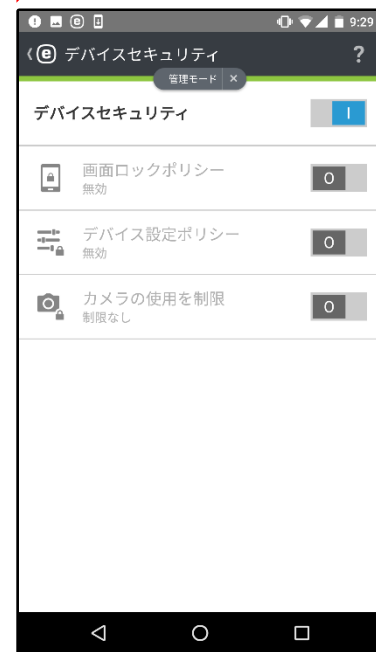 9:29
デバイスセキュリティ
?
管理モード ×
デバイスセキュリティ
画面ロックポリシー
無効
デバイス設定ポリシー
無効
カメラの使用を制限
制限なし